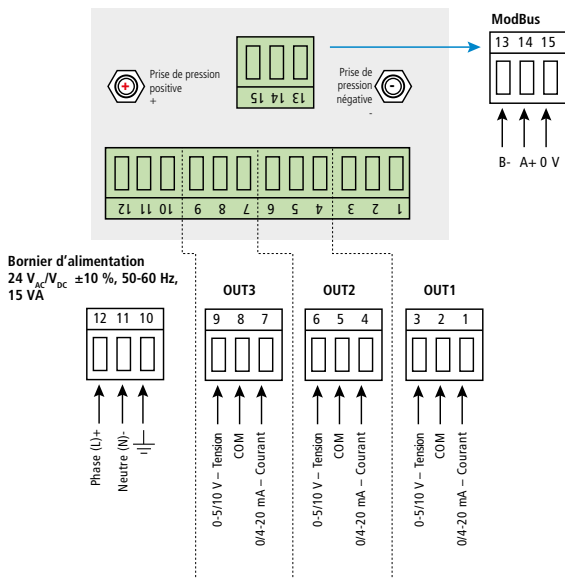 ModBus
13 14 15
B- A+ 0 V
Prise de pression
positive
+
Prise de
pression
négative
-
15 14 13
12 11 10 9 8 7 6 5 4 3 2 1
Bornier d'alimentation
24 VAC/VDC ±10 %, 50-60 Hz,
15 VA
12 11 10
Phase (L)+
Neutre (N)-
OUT3
9 8 7
0-5/10 V – Tension
COM
0/4-20 mA – Courant
OUT2
6 5 4
0-5/10 V – Tension
COM
0/4-20 mA – Courant
OUT1
3 2 1
0-5/10 V – Tension
COM
0/4-20 mA – Courant